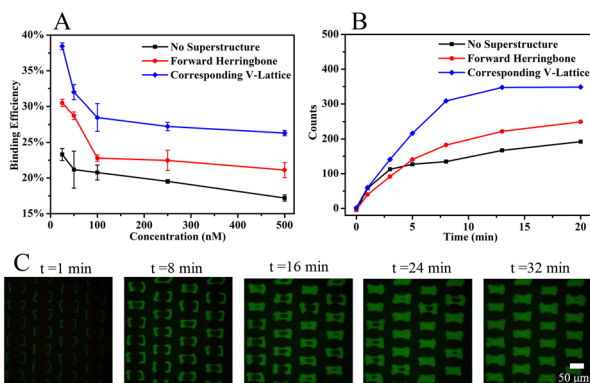 A
No Superstructure
Forward Herringbone
Corresponding V-Lattice
40%
35%
30%
25%
20%
15%
Binding Efficiency
0 100 200 300 400 500
Concentration (nM)
B
No Superstructure
Forward Herringbone
Corresponding V-Lattice
500
400
300
200
100
0
Counts
0 5 10 15 20
Time (min)
C
t =1 min t =8 min t =16 min t =24 min t =32 min
50 μm